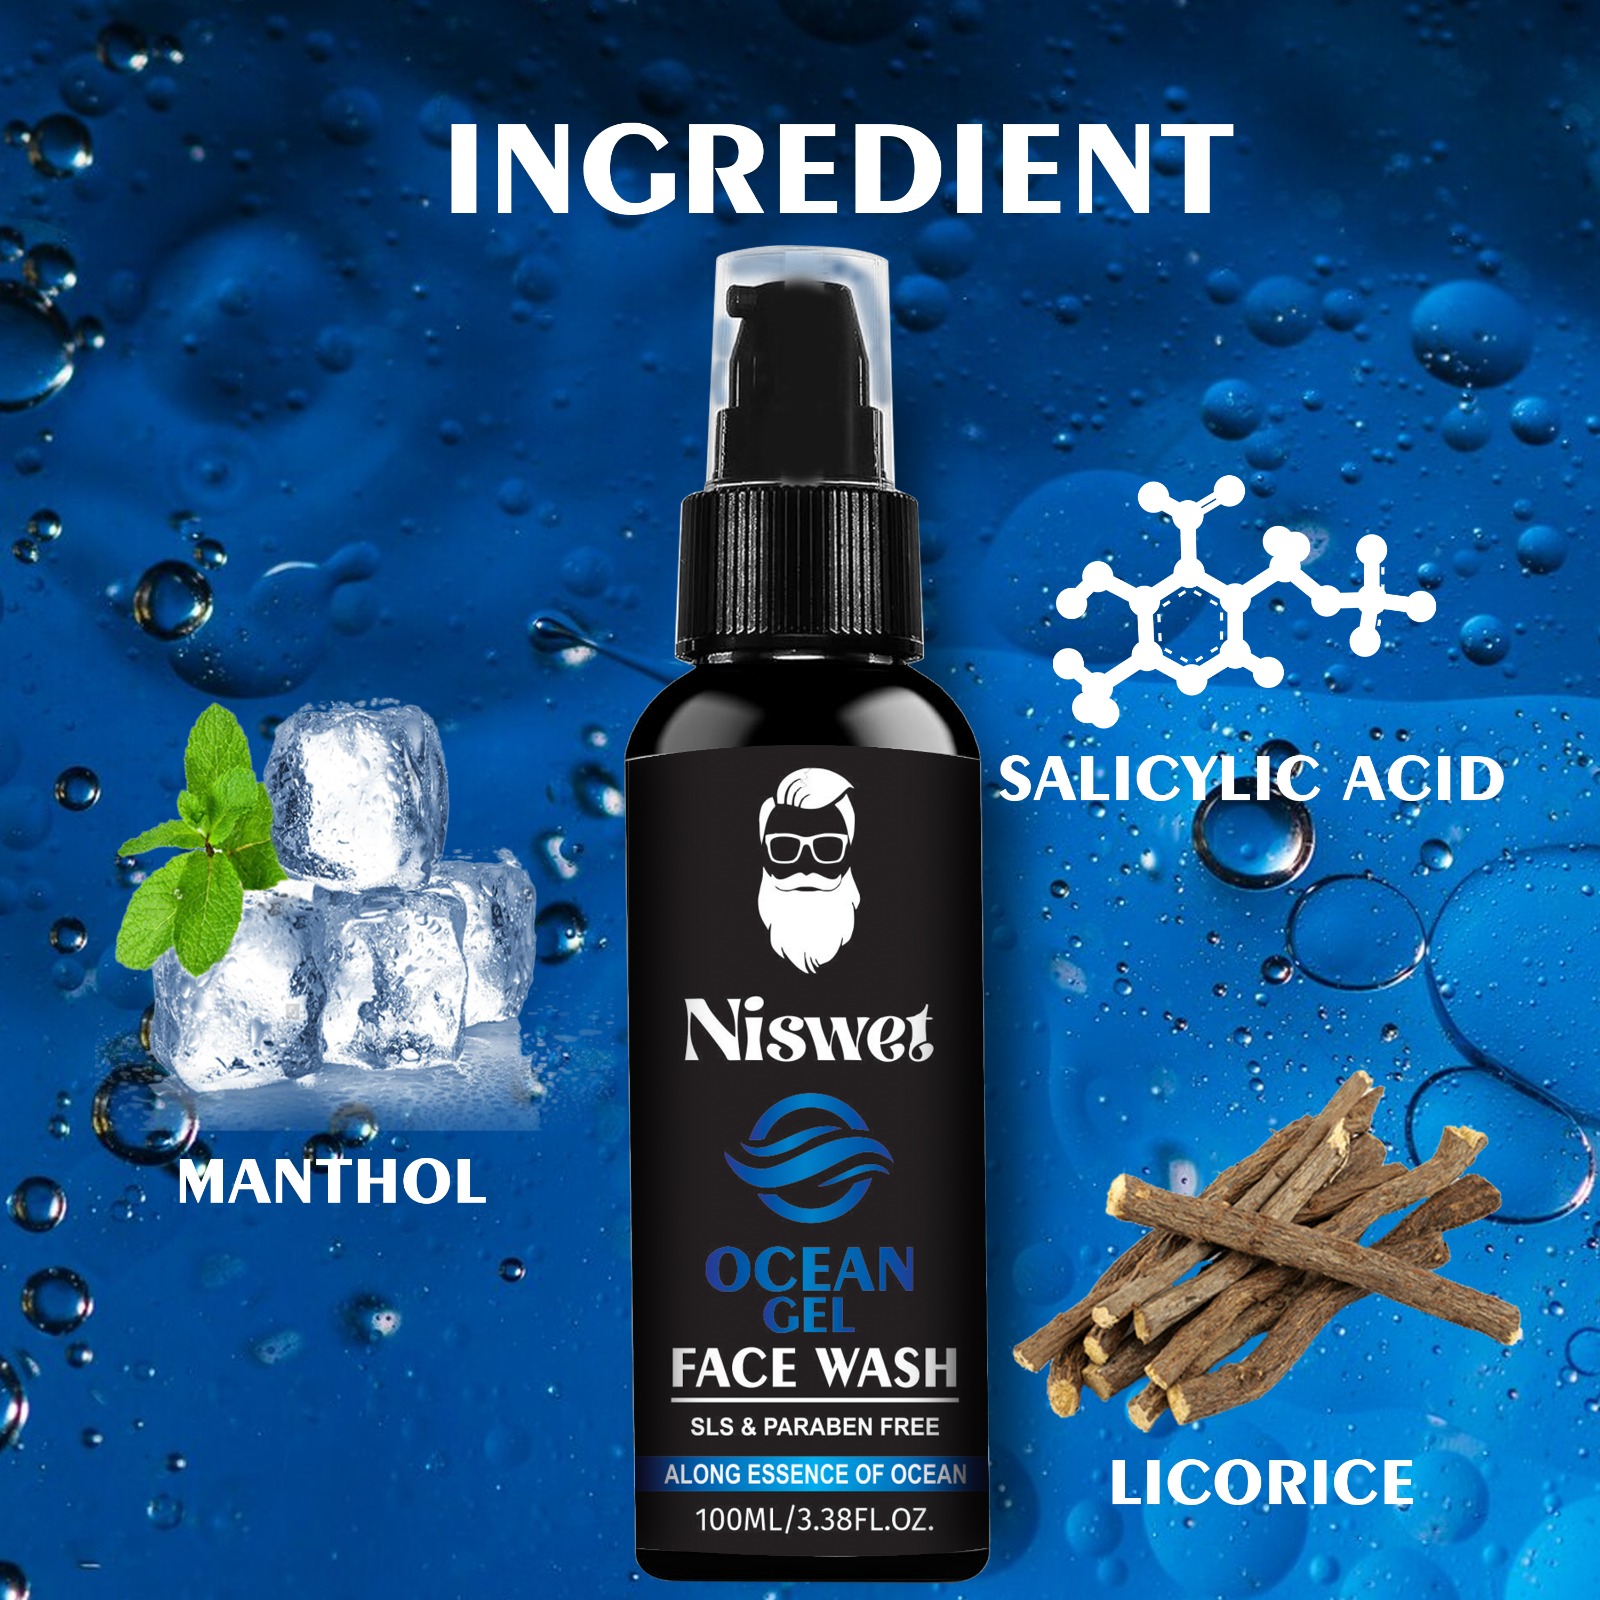 INGREDIENT
SALICYLIC ACID
MANTHOL
LICORICE
Niswet
OCEAN
GEL
FACE WASH
SLS & PARABEN FREE
ALONG ESSENCE OF OCEAN
100ML/3.38FL.OZ.